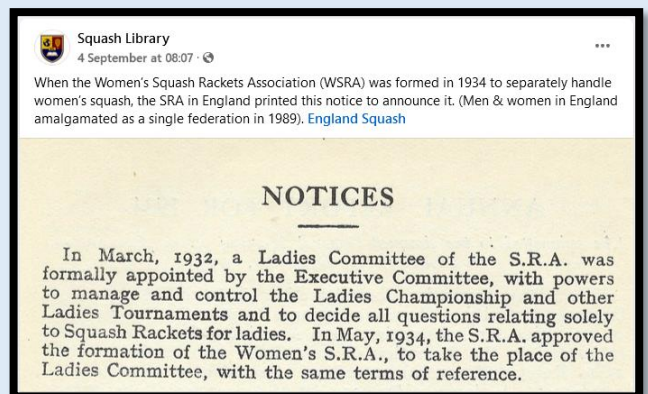 Squash Library
4 September at 08:07 ·
When the Women's Squash Rackets Association (WSRA) was formed in 1934 to separately handle
women's squash, the SRA in England printed this notice to announce it. (Men & women in England
amalgamated as a single federation in 1989). England Squash
NOTICES
In March, 1932, a Ladies Committee of the S.R.A. was
formally appointed by the Executive Committee, with powers
to manage and control the Ladies Championship and other
Ladies Tournaments and to decide all questions relating solely
to Squash Rackets for ladies. In May, 1934, the S.R.A. approved
the formation of the Women's S.R.A., to take the place of the
Ladies Committee, with the same terms of reference.